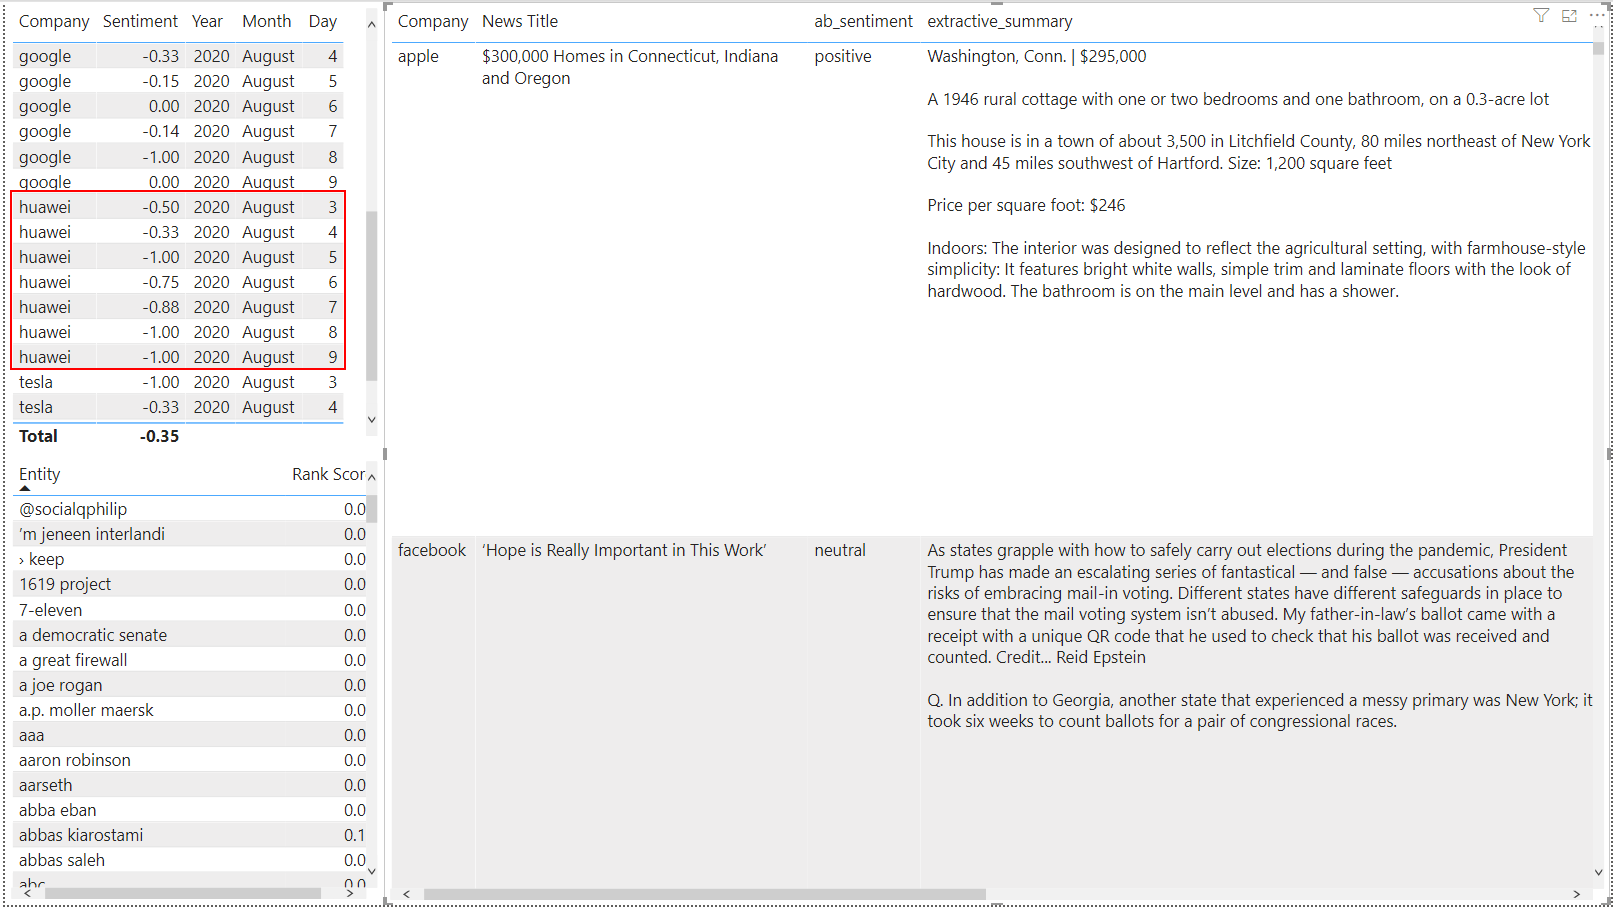 Company Sentiment Year Month Day
google -0.33 2020 August 4
google -0.15 2020 August 5
google 0.00 2020 August 6
google -0.14 2020 August 7
google -1.00 2020 August 8
google 0.00 2020 August 9
huawei -0.50 2020 August 3
huawei -0.33 2020 August 4
huawei -1.00 2020 August 5
huawei -0.75 2020 August 6
huawei -0.88 2020 August 7
huawei -1.00 2020 August 8
huawei -1.00 2020 August 9
tesla -1.00 2020 August 3
tesla -0.33 2020 August 4
Total -0.35
Entity Rank Scor
@socialqphilip 0.0
’m jeneen interlandi 0.0
› keep 0.0
1619 project 0.0
7-eleven 0.0
a democratic senate 0.0
a great firewall 0.0
a joe rogan 0.0
a.p. moller maersk 0.0
aaa 0.0
aaron robinson 0.0
aarseth 0.0
abba eban 0.0
abbas kiarostami 0.1
abbas saleh 0.0
abc 0.0
Company News Title ab_sentiment extractive_summary
apple $300,000 Homes in Connecticut, Indiana positive Washington, Conn. | $295,000
and Oregon
A 1946 rural cottage with one or two bedrooms and one bathroom, on a 0.3-acre lot
This house is in a town of about 3,500 in Litchfield County, 80 miles northeast of New York
City and 45 miles southwest of Hartford. Size: 1,200 square feet
Price per square foot: $246
Indoors: The interior was designed to reflect the agricultural setting, with farmhouse-style
simplicity: It features bright white walls, simple trim and laminate floors with the look of
hardwood. The bathroom is on the main level and has a shower.
facebook ‘Hope is Really Important in This Work’ neutral As states grapple with how to safely carry out elections during the pandemic, President
Trump has made an escalating series of fantastical — and false — accusations about the
risks of embracing mail-in voting. Different states have different safeguards in place to
ensure that the mail voting system isn’t abused. My father-in-law’s ballot came with a
receipt with a unique QR code that he used to check that his ballot was received and
counted. Credit... Reid Epstein
Q. In addition to Georgia, another state that experienced a messy primary was New York; it
took six weeks to count ballots for a pair of congressional races.